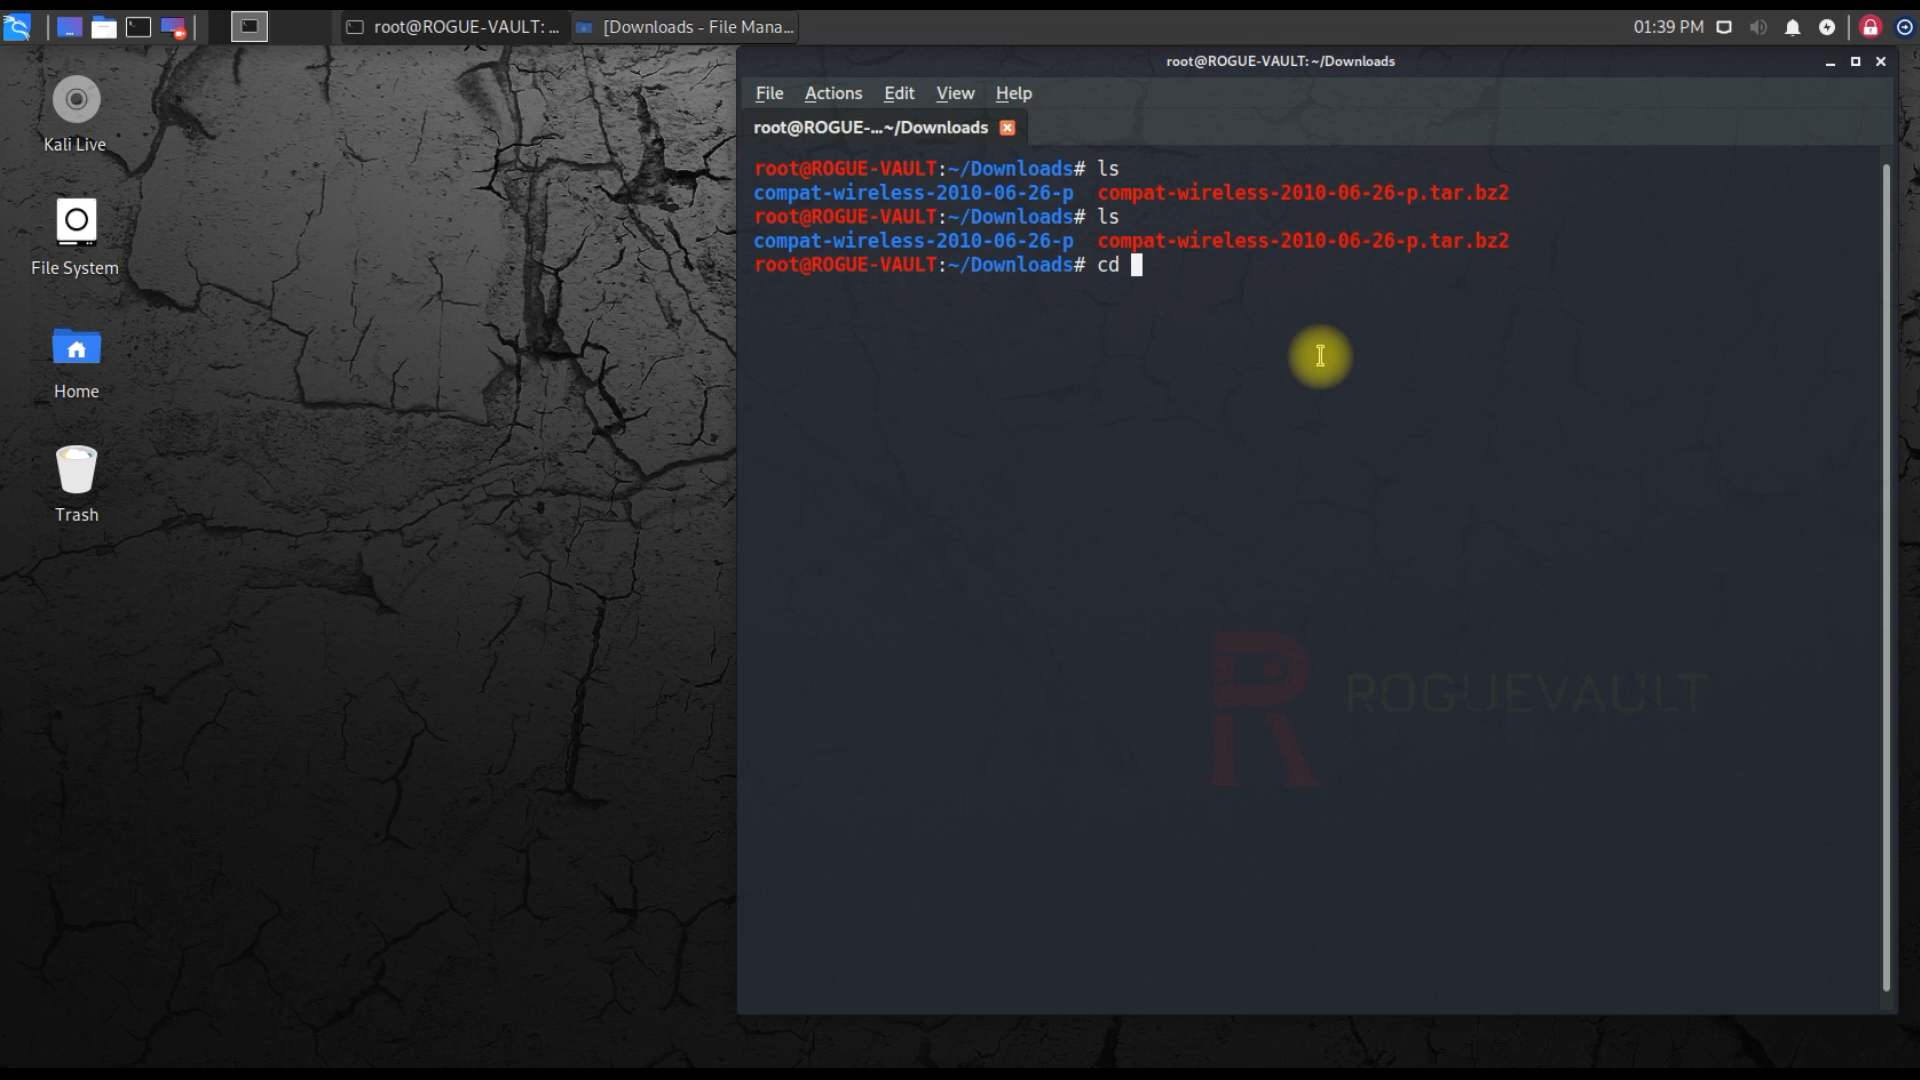 root@ROGUE-VAULT: ...
[Downloads - File Mana...
01:39 PM
root@ROGUE-VAULT: ~/Downloads
File Actions Edit View Help
root@ROGUE-...~/Downloads
root@ROGUE-VAULT:~/Downloads# ls
compat-wireless-2010-06-26-p compat-wireless-2010-06-26-p.tar.bz2
root@ROGUE-VAULT:~/Downloads# ls
compat-wireless-2010-06-26-p compat-wireless-2010-06-26-p.tar.bz2
root@ROGUE-VAULT:~/Downloads# cd
Kali Live
File System
Home
Trash
R ROGUEVAULT